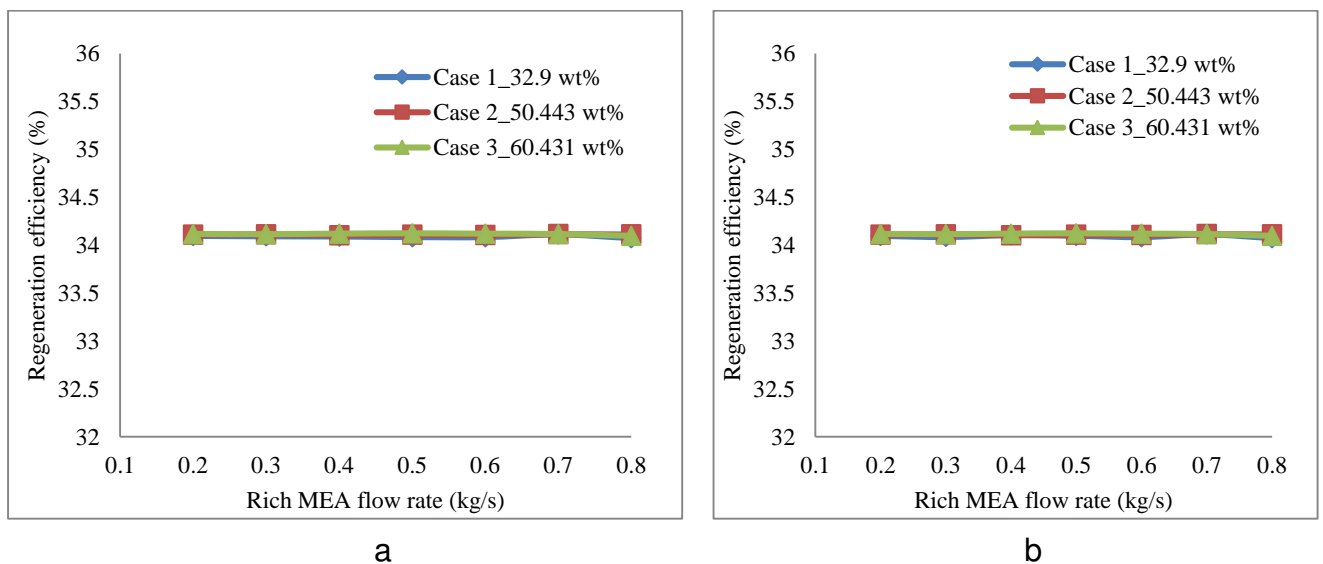 36
35.5
35
34.5
34
33.5
33
32.5
32
Regeneration efficiency (%)
Case 1_32.9 wt%
Case 2_50.443 wt%
Case 3_60.431 wt%
0.1 0.2 0.3 0.4 0.5 0.6 0.7 0.8
Rich MEA flow rate (kg/s)
a
36
35.5
35
34.5
34
33.5
33
32.5
32
Regeneration efficiency (%)
Case 1_32.9 wt%
Case 2_50.443 wt%
Case 3_60.431 wt%
0.1 0.2 0.3 0.4 0.5 0.6 0.7 0.8
Rich MEA flow rate (kg/s)
b